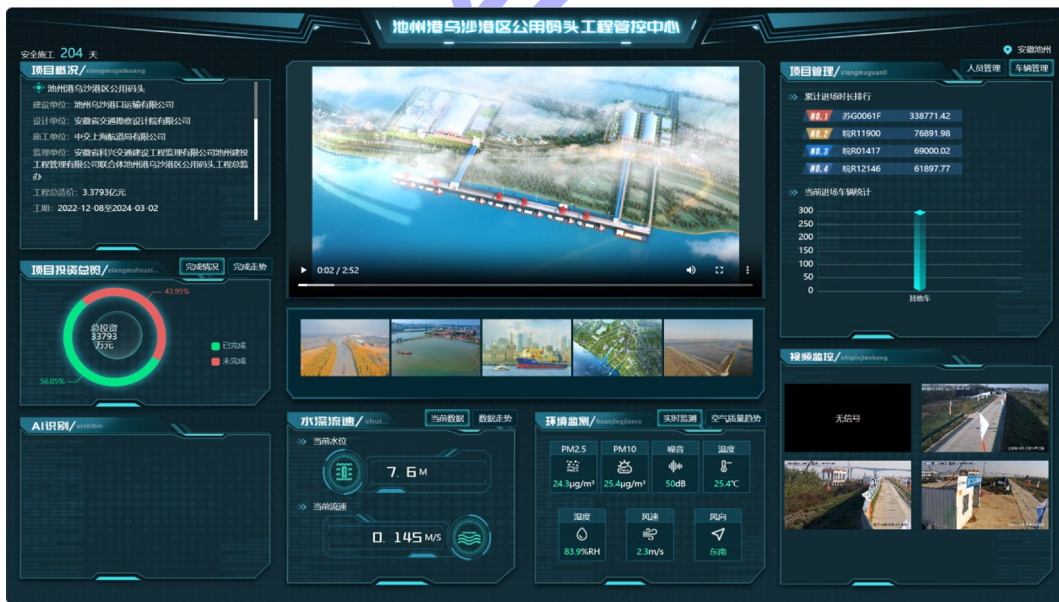 池州港乌沙港区公用码头工程管控中心
安全施工 204 天
安徽池州
项目概况/xiangmugaikuang
池州港乌沙港区公用码头
建设单位：池州乌沙港口运输有限公司
设计单位：安徽省交通勘察设计院有限公司
施工单位：中交上海航道局有限公司
监理单位：安徽省科兴交通建设工程监理有限公司池州建投
工程管理有限公司联合体池州港乌沙港区公用码头工程总监
办
工程总造价：3.3793亿元
工期：2022-12-08至2024-03-02
项目投资总览/xiangmutouzi...
完成情况
完成走势
43.95%
总投资
33793
万元
已完成
未完成
56.05%
AI识别/aishibie
0:02 / 2:52
水深流速/shui...
当前数据
数据走势
当前水位
7.6 M
当前流速
0.145 M/S
环境监测/huanjingjiance
实时监测
空气质量趋势
PM2.5
PM10
噪音
温度
24.3μg/m³
25.4μg/m³
50dB
25.4℃
湿度
风速
风向
83.9%RH
2.3m/s
东南
项目管理/xiangmuguanli
人员管理
车辆管理
累计进场时长排行
NO.1 苏G0061F 338771.42
NO.2 皖R11900 76891.98
NO.3 皖R01417 69000.02
NO.4 皖R12146 61897.77
当前进场车辆统计
300
250
200
150
100
50
0
其他车
视频监控/shipinjiankong
无信号